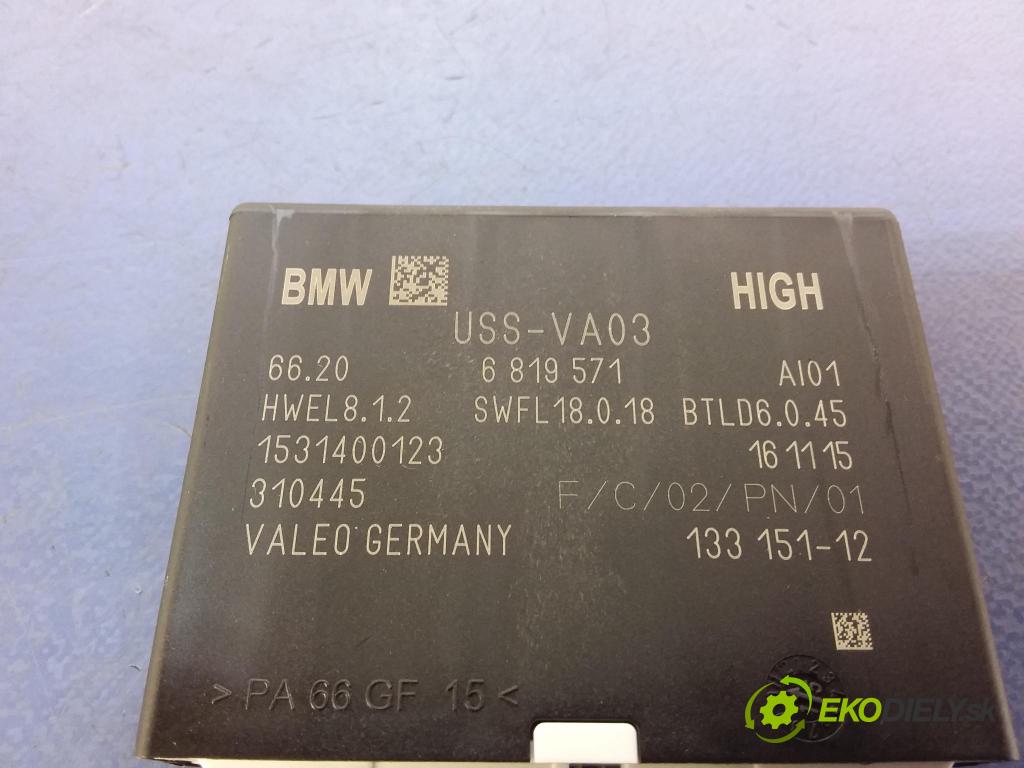 BMW HIGH
USS-VA03
66.20 6 819 571 AI01
HWEL8.1.2 SWFL18.0.18 BTLD6.0.45
1531400123 16 11 15
310445 F/C/02/PN/01
VALEO GERMANY 133 151-12
>PA 66 GF 15<
EKODIELY.sk